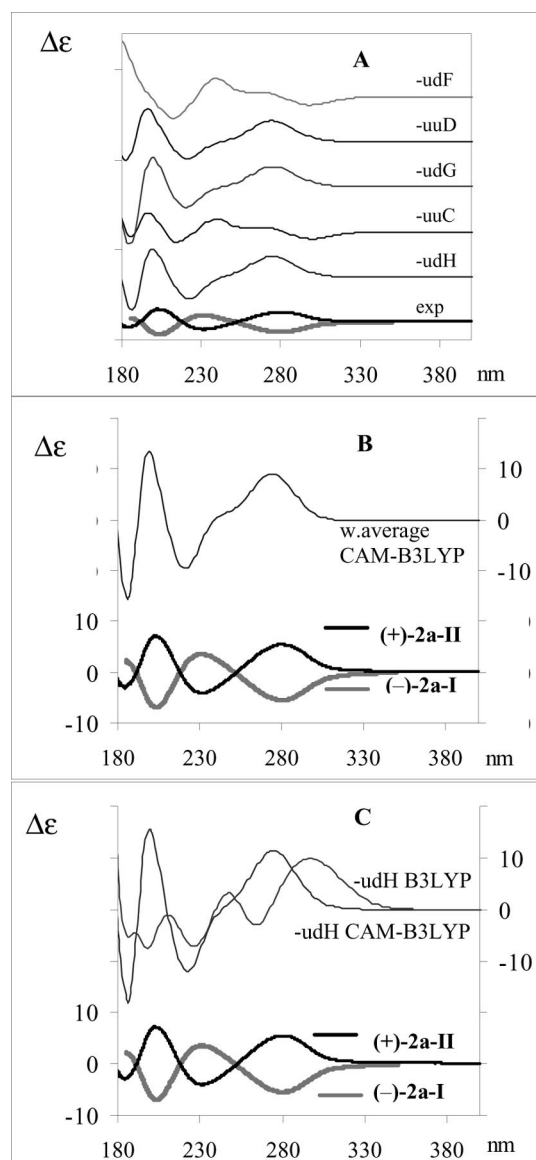 Δε
A
-udF
-uuD
-udG
-uuC
-udH
exp
180 230 280 330 380 nm
Δε
B
10
0
-10
w.average
CAM-B3LYP
10
0
-10
(+)-2a-II
(–)-2a-I
180 230 280 330 380 nm
Δε
C
10
0
-10
-udH B3LYP
-udH CAM-B3LYP
10
0
-10
(+)-2a-II
(–)-2a-I
180 230 280 330 380 nm